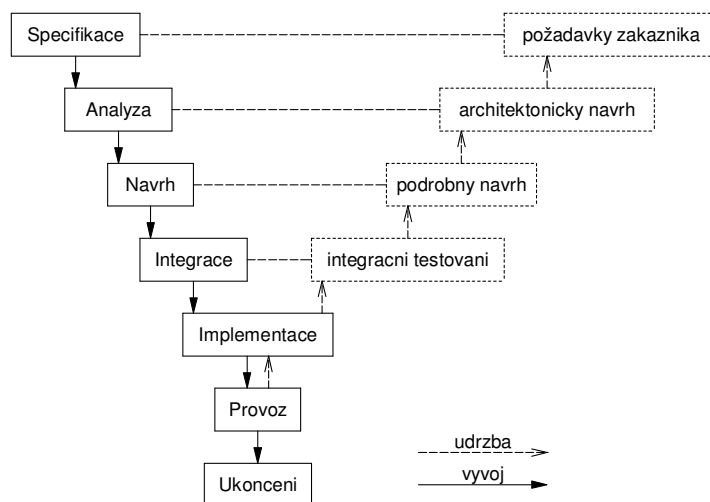 Specifikace
požadavky zakaznika
Analyza
architektonicky navrh
Navrh
podrobny navrh
Integrace
integracni testovani
Implementace
Provoz
udrzba
vyvoj
Ukonceni